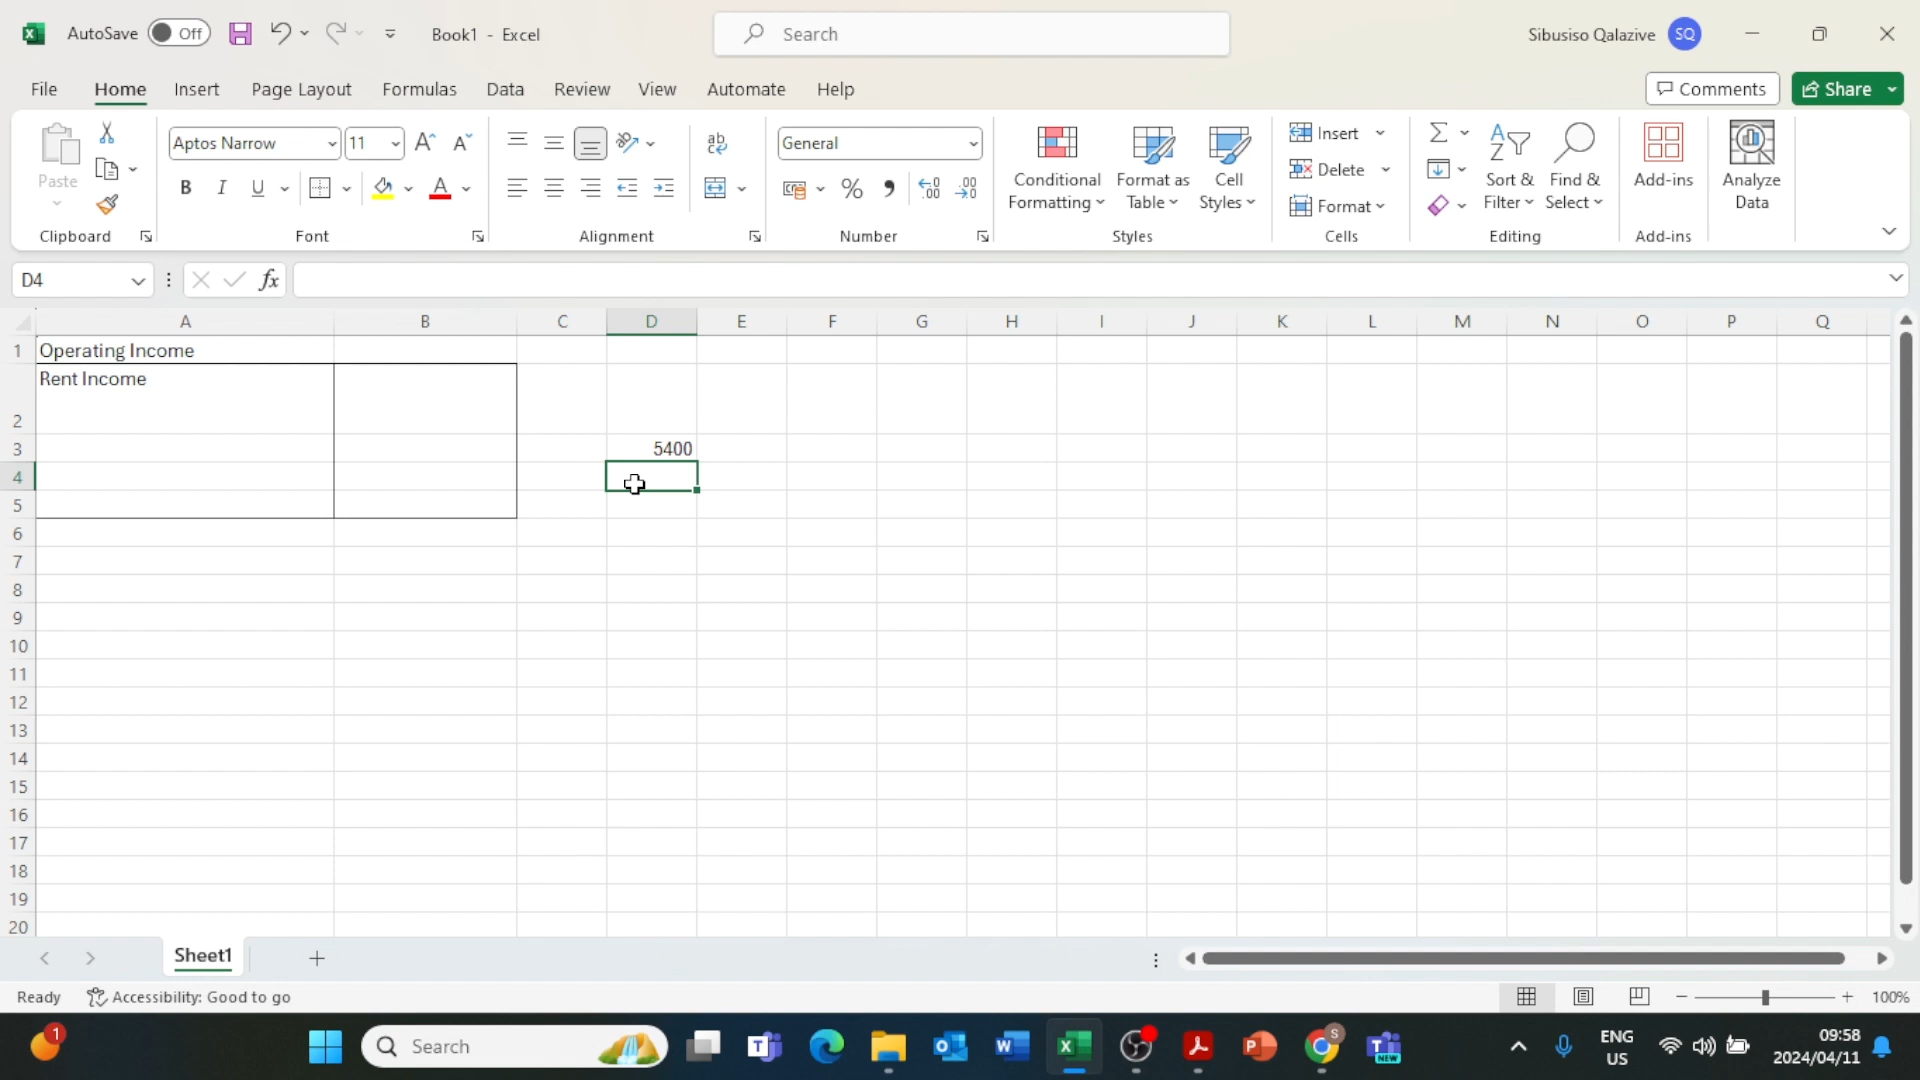 AutoSave Off Book1 - Excel Search Sibusiso Qalazive SQ
File Home Insert Page Layout Formulas Data Review View Automate Help Comments Share
Paste Aptos Narrow 11 ab General Conditional Formatting Format as Table Cell Styles Insert Delete Format Sort & Filter Find & Select Add-ins Analyze Data
B I U A % .00 .00
Clipboard Font Alignment Number Styles Cells Editing Add-ins
D4 fx
A B C D E F G H I J K L M N O P Q
1 Operating Income
2 Rent Income
3 5400
4
5
6
7
8
9
10
11
12
13
14
15
16
17
18
19
20
Sheet1
Ready Accessibility: Good to go 100%
1 Search NEW S ENG US 09:58 2024/04/11